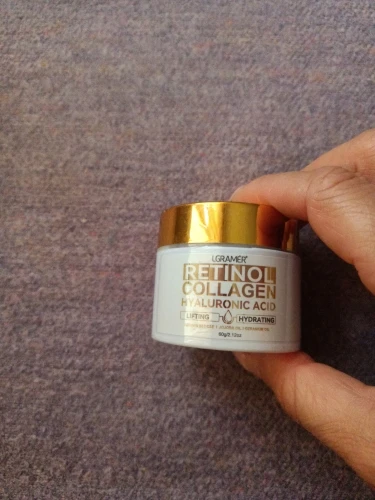 LGRAMER
RETINOL
COLLAGEN
HYALURONIC ACID
LIFTING HYDRATING
60g/2.12oz